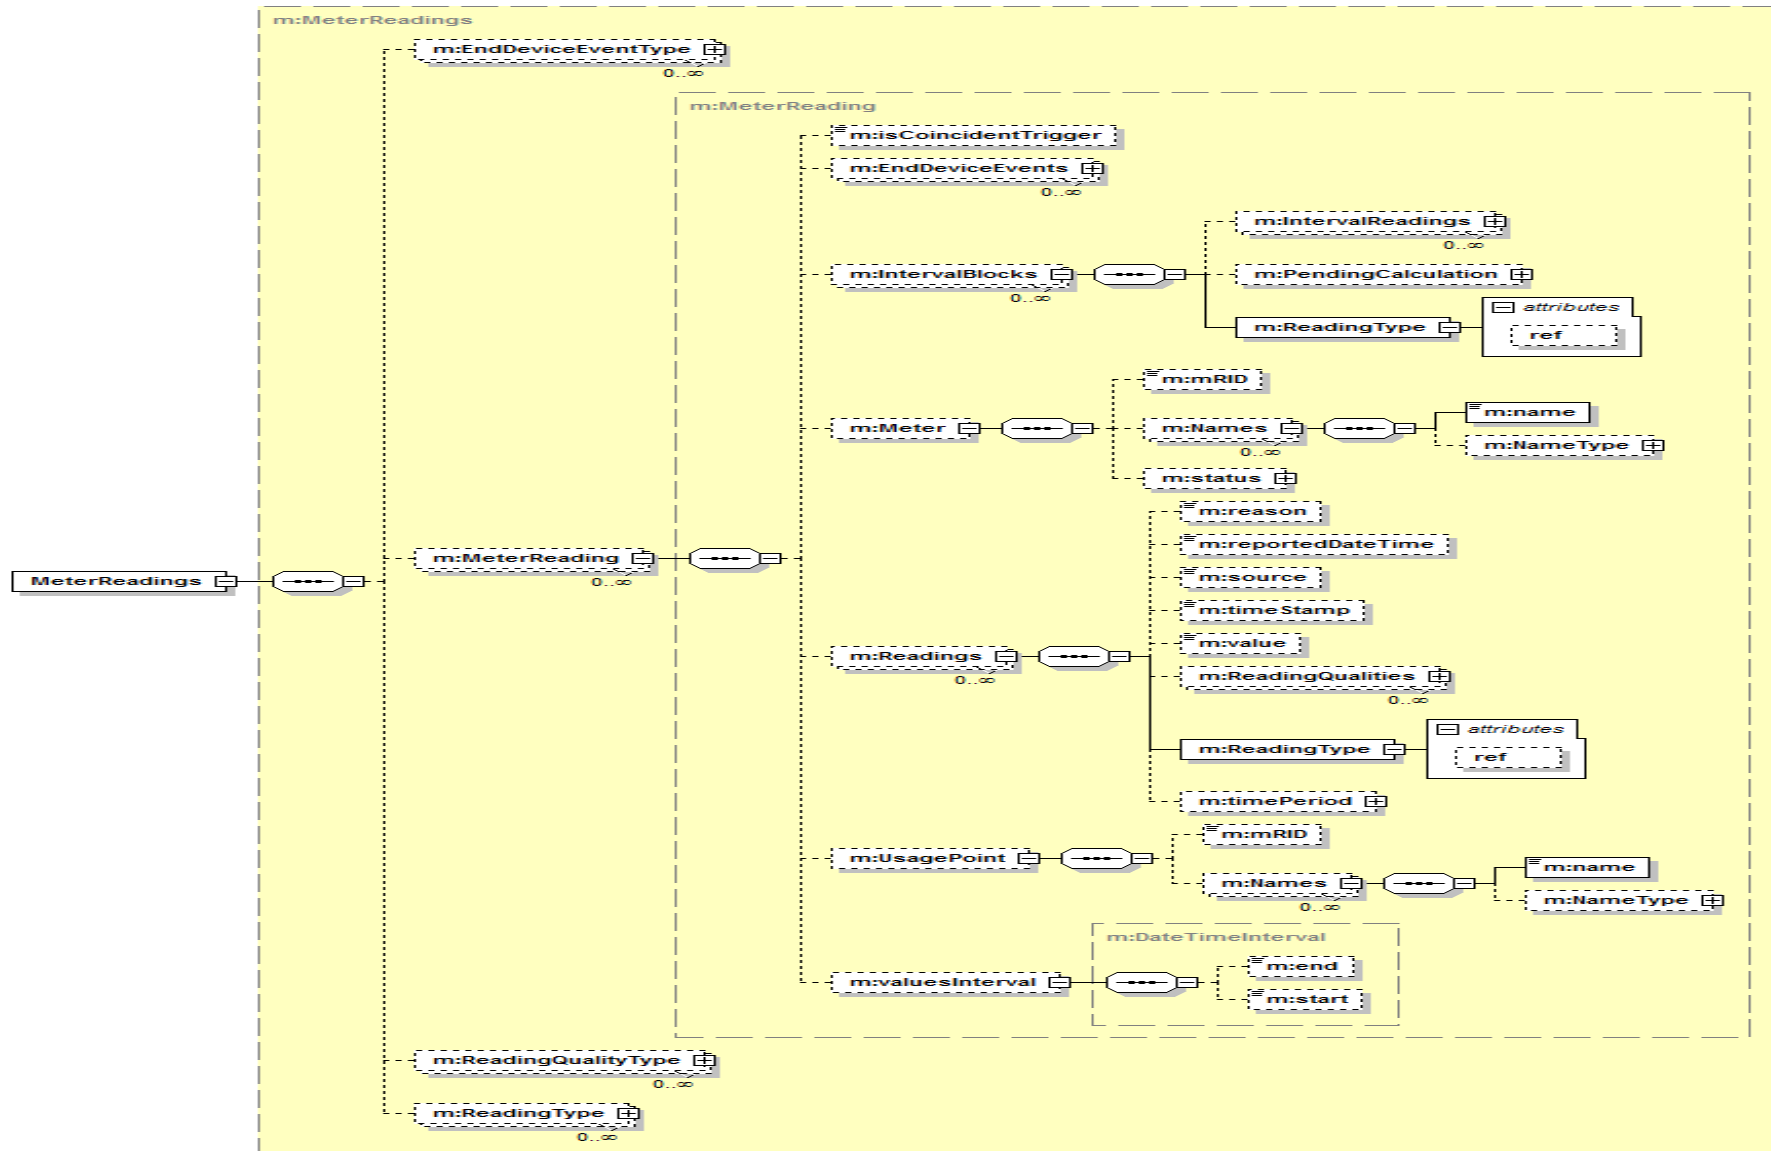 m:MeterReadings
m:EndDeviceEventType
0..∞
m:MeterReading
m:isCoincidentTrigger
m:EndDeviceEvents
0..∞
m:IntervalReadings
0..∞
m:IntervalBlocks
0..∞
m:PendingCalculation
m:ReadingType
attributes
ref
m:mRID
m:Meter
m:Names
0..∞
m:name
m:NameType
m:status
MeterReadings
m:MeterReading
0..∞
m:reason
m:reportedDateTime
m:source
m:timeStamp
m:value
m:Readings
0..∞
m:ReadingQualities
0..∞
m:ReadingType
attributes
ref
m:timePeriod
m:mRID
m:UsagePoint
m:Names
0..∞
m:name
m:NameType
m:DateTimeInterval
m:valuesInterval
m:end
m:start
m:ReadingQualityType
0..∞
m:ReadingType
0..∞